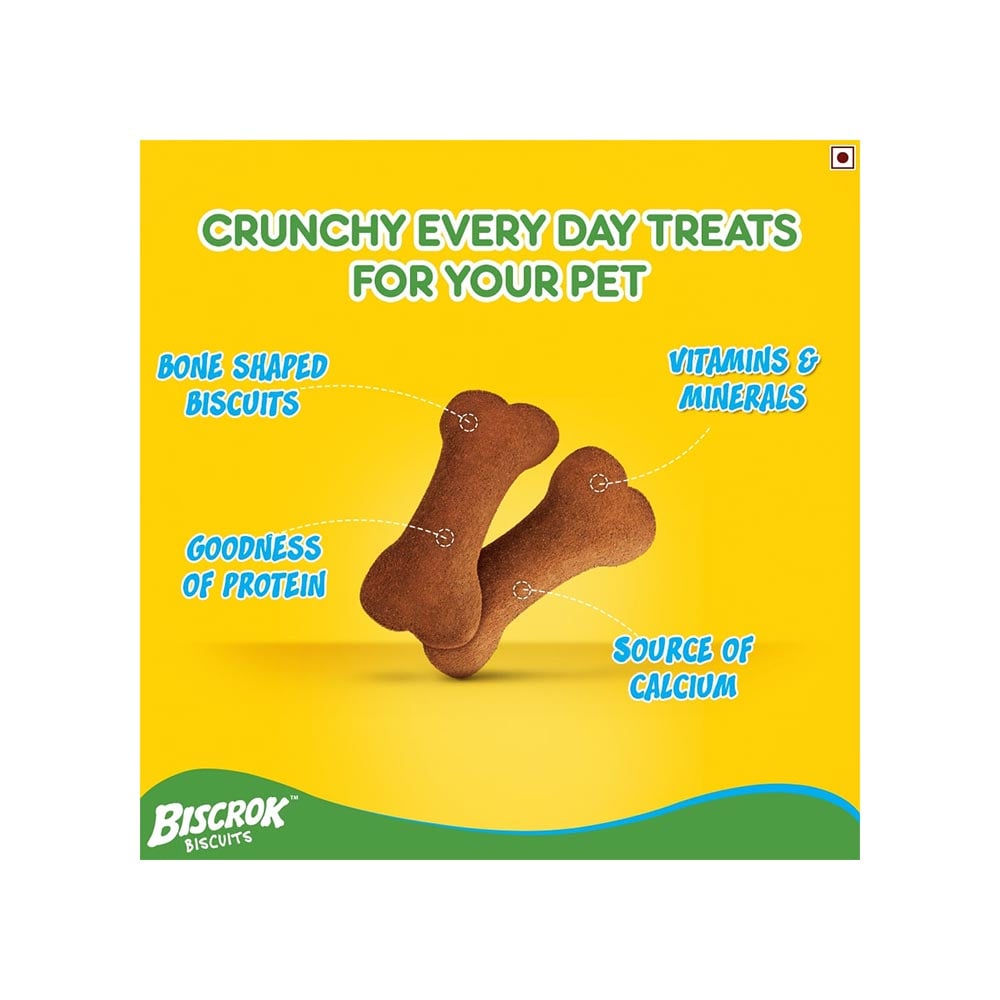 CRUNCHY EVERY DAY TREATS
FOR YOUR PET
BONE SHAPED
BISCUITS
VITAMINS &
MINERALS
GOODNESS
OF PROTEIN
SOURCE OF
CALCIUM
BISCROK™
BISCUITS